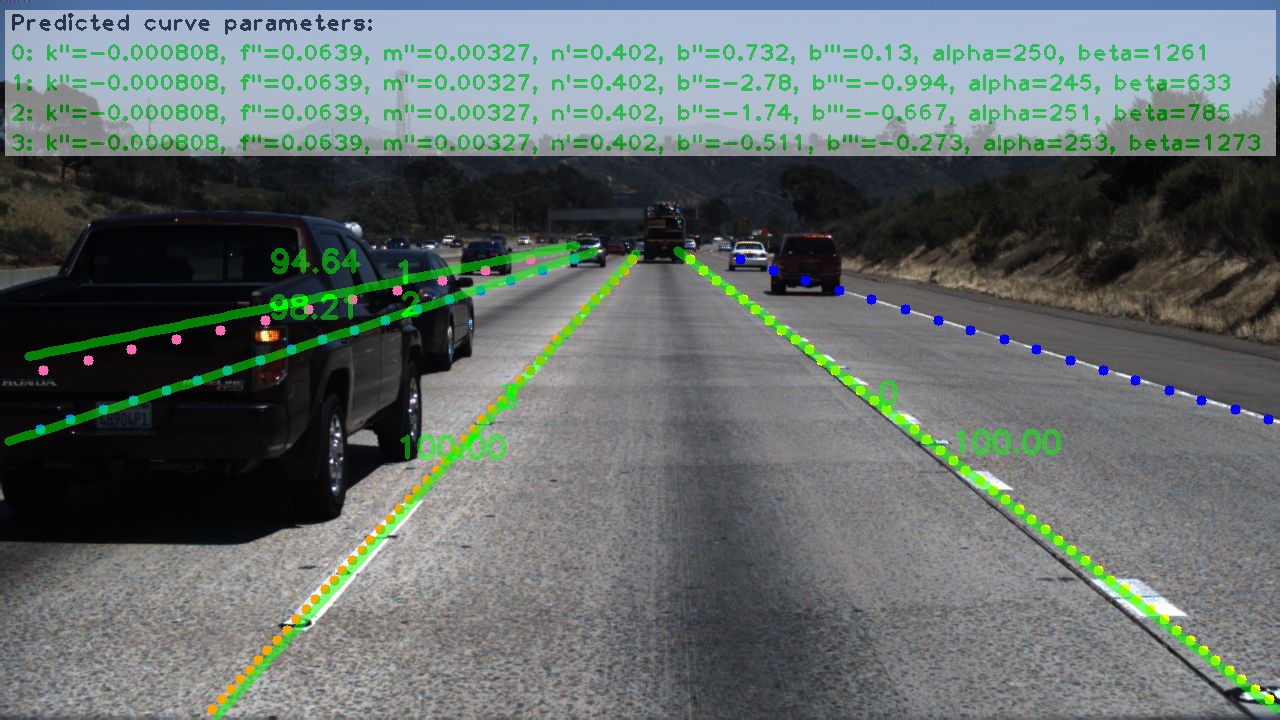 Predicted curve parameters:
0: k''=-0.000808, f''=0.0639, m''=0.00327, n'=0.402, b''=0.732, b'''=0.13, alpha=250, beta=1261
1: k''=-0.000808, f''=0.0639, m''=0.00327, n'=0.402, b''=-2.78, b'''=-0.994, alpha=245, beta=633
2: k''=-0.000808, f''=0.0639, m''=0.00327, n'=0.402, b''=-1.74, b'''=-0.667, alpha=251, beta=785
3: k''=-0.000808, f''=0.0639, m''=0.00327, n'=0.402, b''=-0.511, b'''=-0.273, alpha=253, beta=1273
94.64 1
98.21 2
HONDA
3
0
100.00
100.00